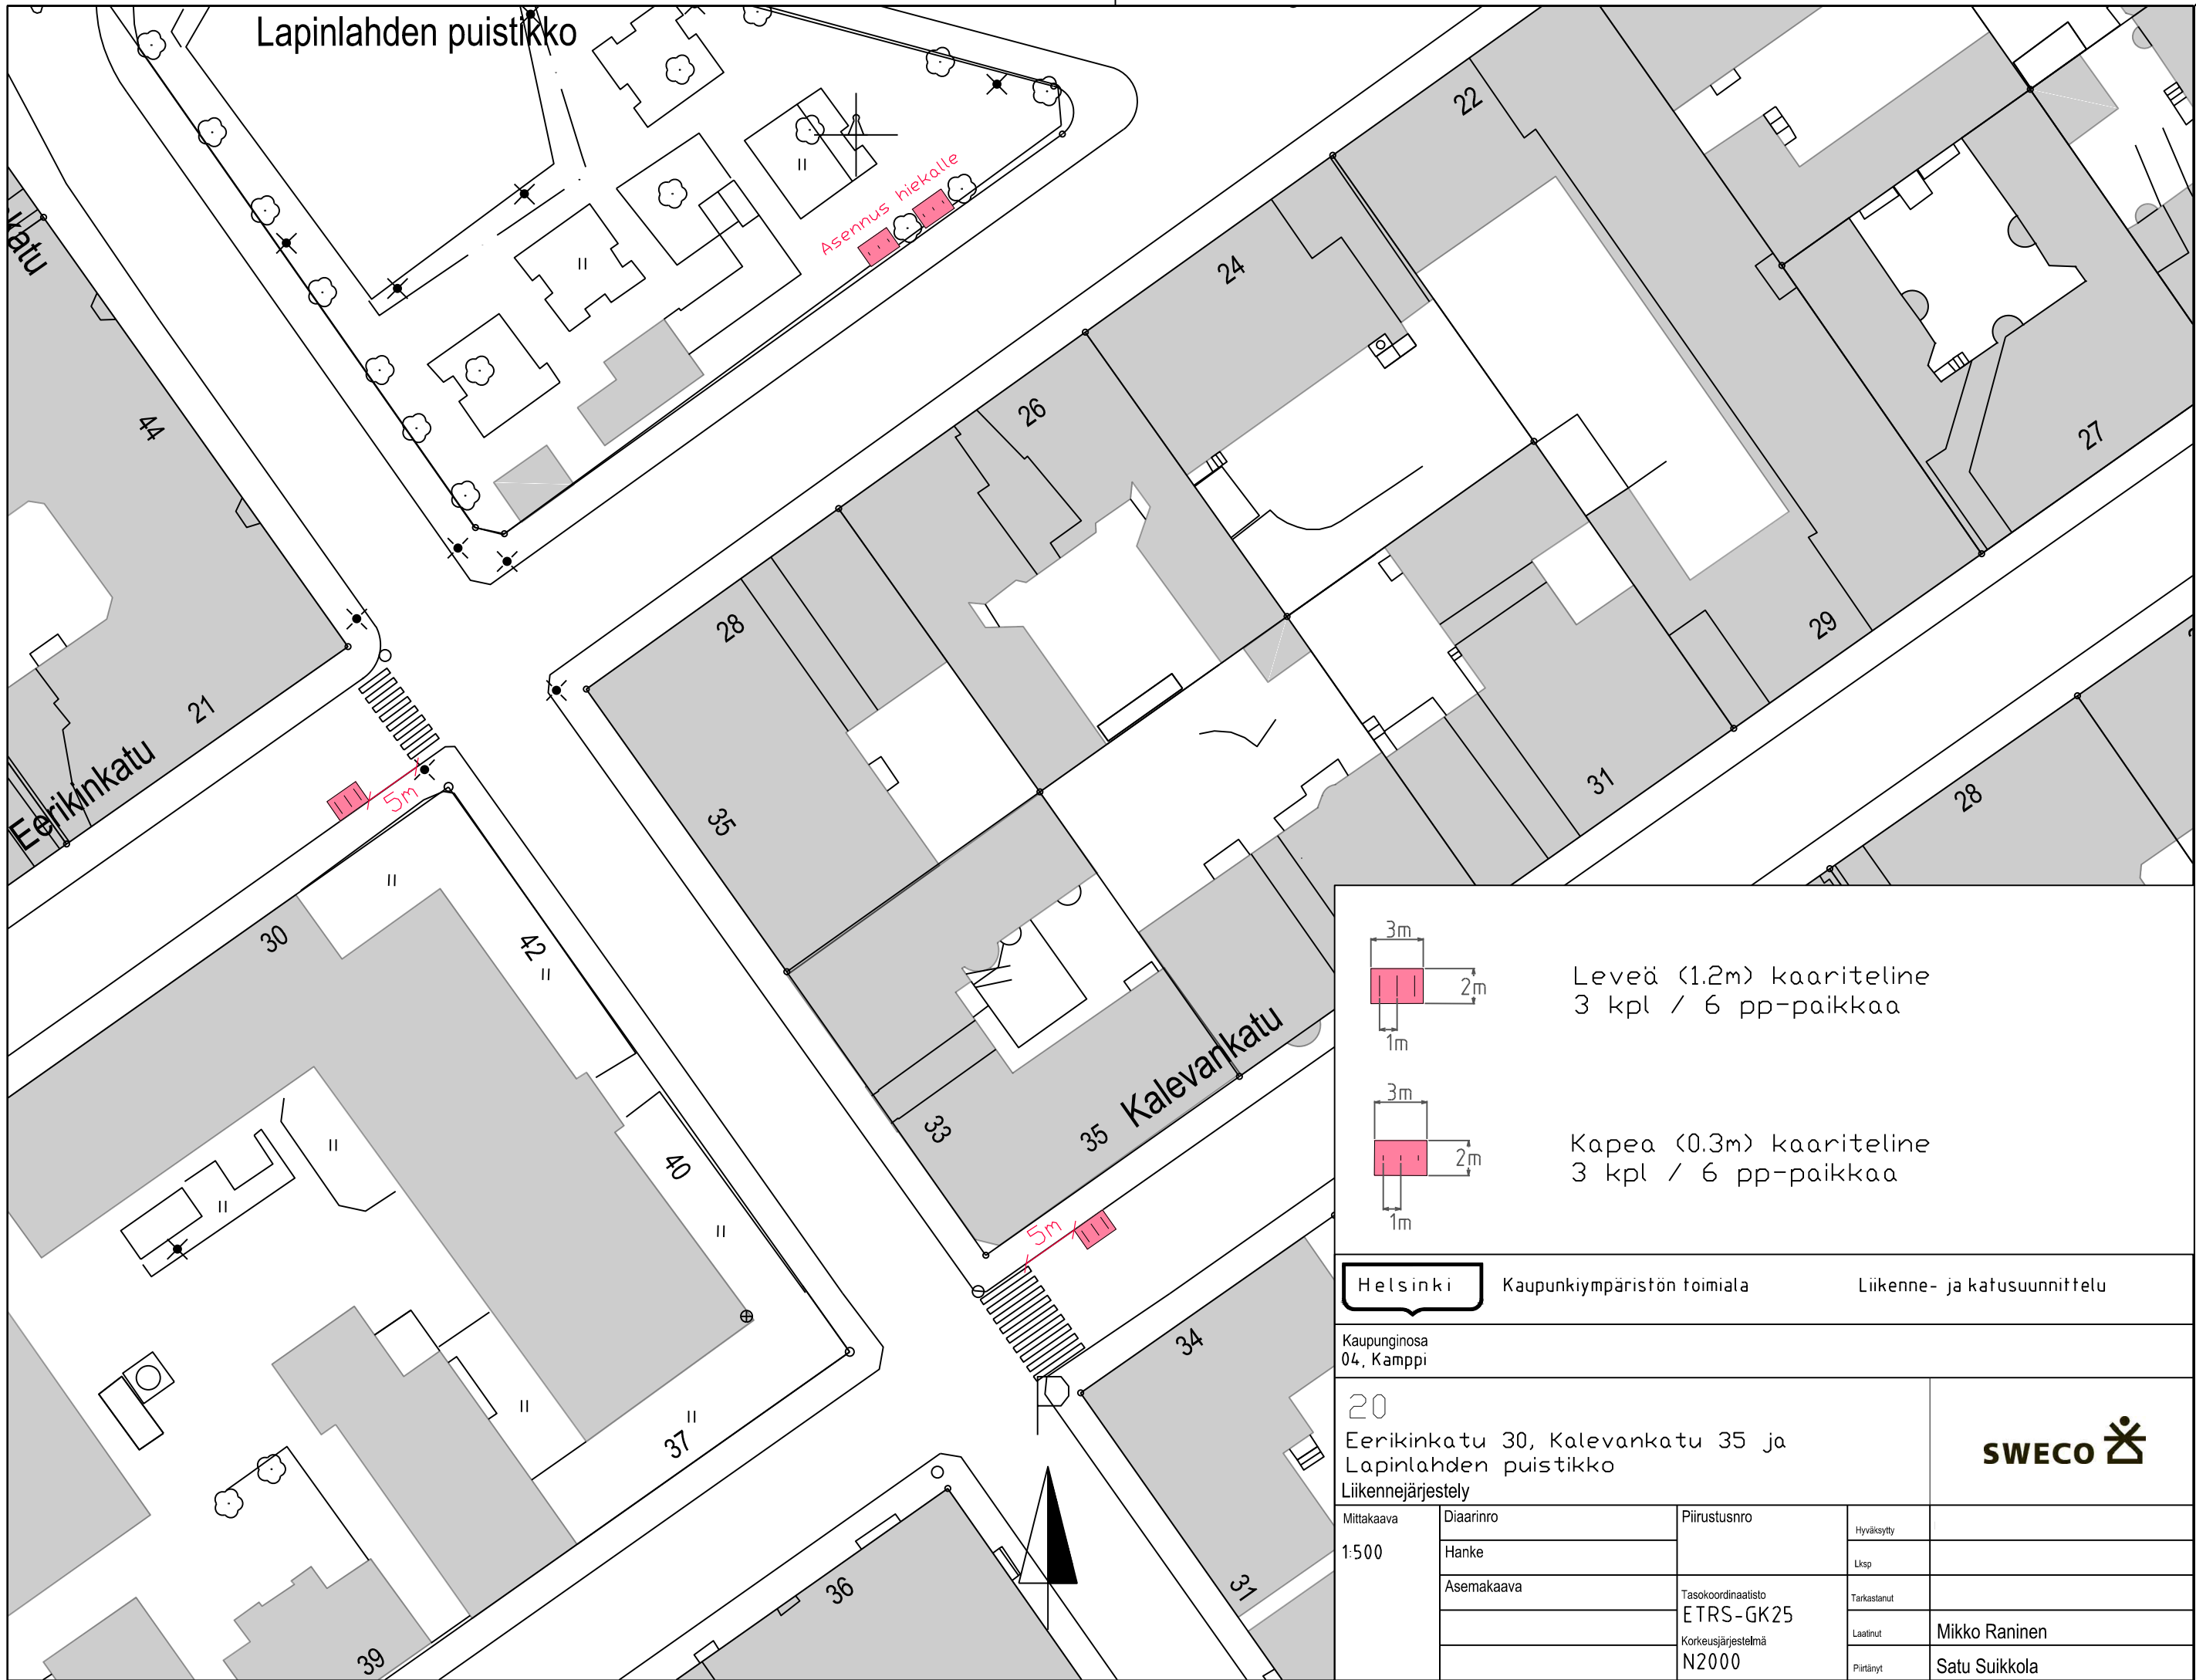 Lapinlahden puistikko
22
Asennus hiekalle
24
katu
26
27
44
28
29
21
Eerikinkatu
5m
35
31
28
30
42
3m
2m
1m
Leveä (1.2m) kaariteline
3 kpl / 6 pp-paikkaa
Kalevankatu
35
33
40
3m
2m
1m
Kapea (0.3m) kaariteline
3 kpl / 6 pp-paikkaa
5m
34
37
36
31
39
Helsinki
Kaupunkiympäristön toimiala
Liikenne- ja katusuunnittelu
Kaupunginosa
04, Kamppi
20
Eerikinkatu 30, Kalevankatu 35 ja
Lapinlahden puistikko
Liikennejärjestely
SWECO
Mittakaava
1:500
Diaarinro
Hanke
Asemakaava
Piirustusnro
Tasokoordinaatisto
ETRS-GK25
Korkeusjärjestelmä
N2000
Hyväksytty
Lksp
Tarkastanut
Laatinut
Mikko Raninen
Piirtänyt
Satu Suikkola